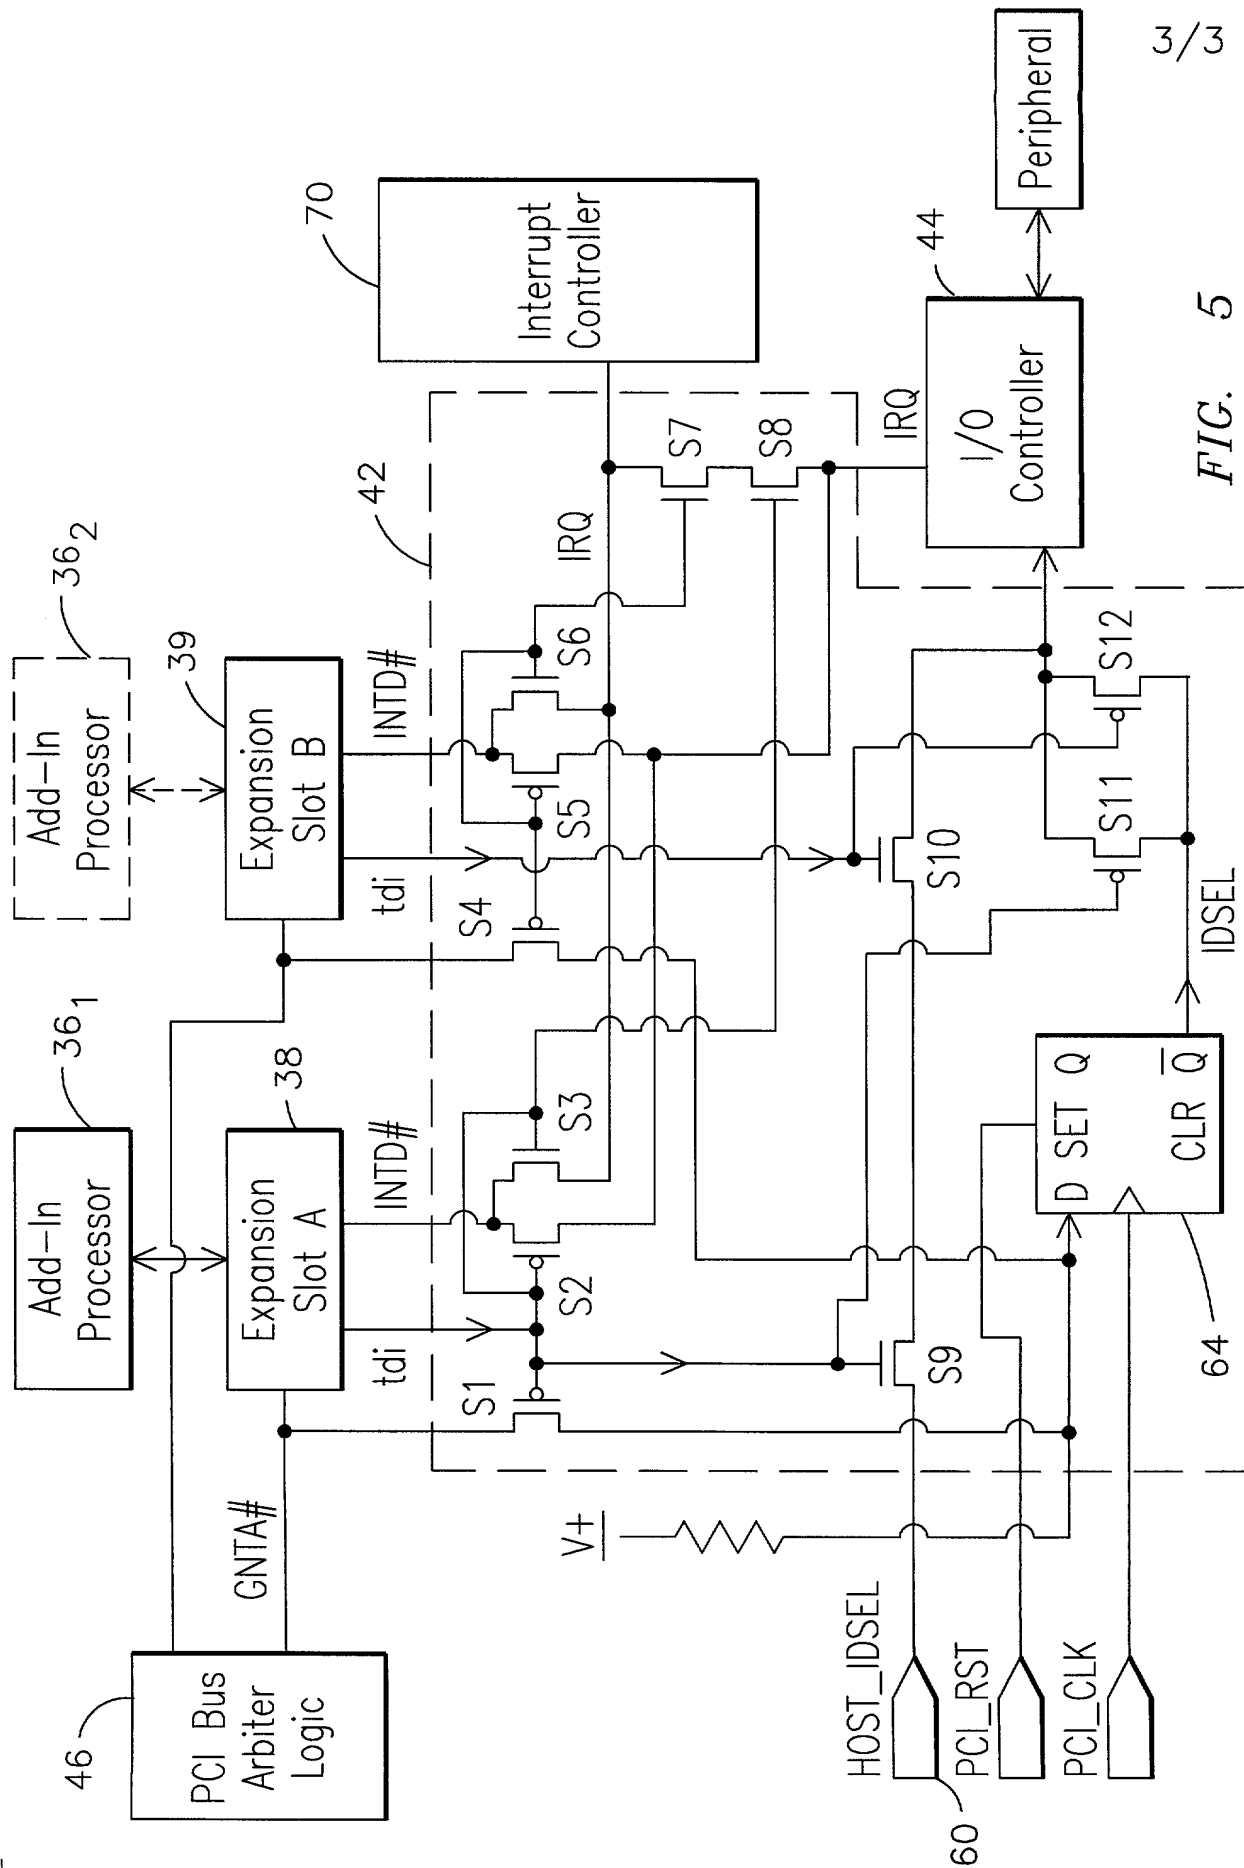 3/3
46
PCI Bus
Arbiter
Logic
GNTA#
Add-In
Processor
36₁
Expansion
Slot A
38
tdi
INTD#
Add-In
Processor
36₂
Expansion
Slot B
39
tdi
INTD#
42
70
Interrupt
Controller
S1
S2
S3
S4
S5
S6
IRQ
S7
S8
IRQ
V+
HOST_IDSEL
60
PCI_RST
PCI_CLK
S9
S10
S11
S12
D SET Q
CLR Q̅
64
IDSEL
44
I/O
Controller
Peripheral
FIG. 5